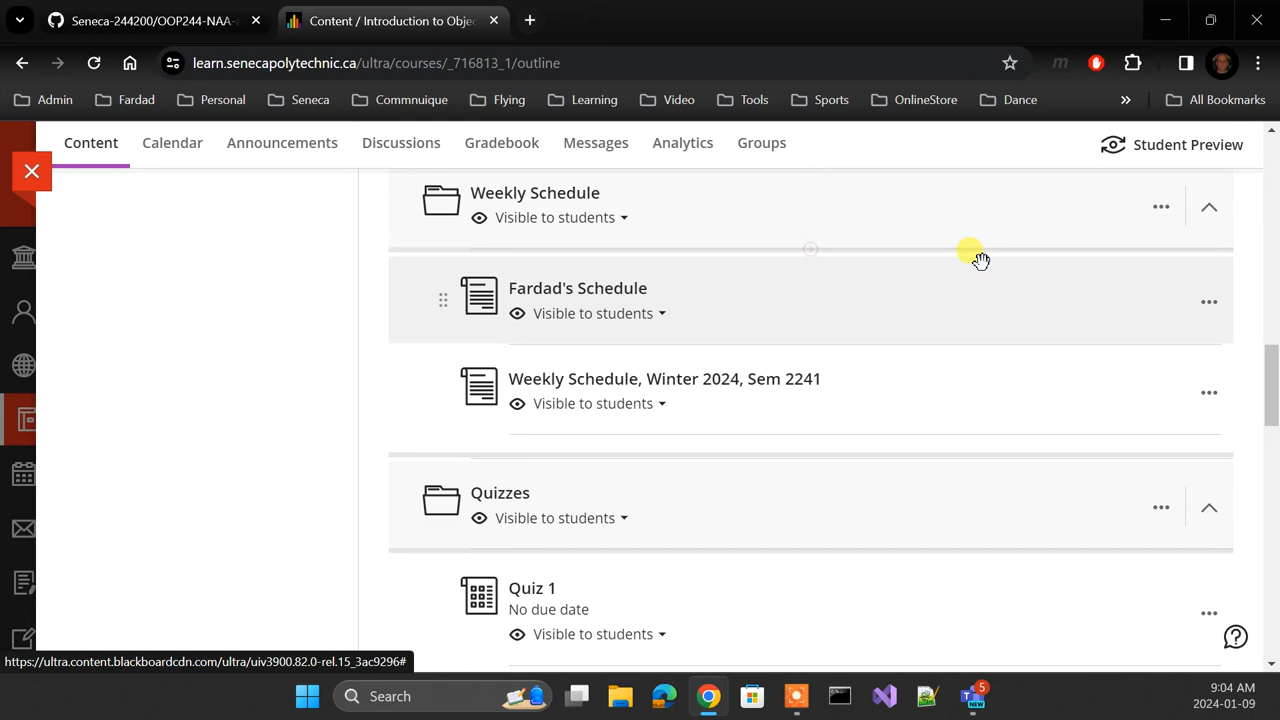 Seneca-244200/OOP244-NAA-
Content / Introduction to Objec
learn.senecapolytechnic.ca/ultra/courses/_716813_1/outline
Admin
Fardad
Personal
Seneca
Commnuique
Flying
Learning
Video
Tools
Sports
OnlineStore
Dance
»
All Bookmarks
Content
Calendar
Announcements
Discussions
Gradebook
Messages
Analytics
Groups
Student Preview
Weekly Schedule
Visible to students
Fardad's Schedule
Visible to students
Weekly Schedule, Winter 2024, Sem 2241
Visible to students
Quizzes
Visible to students
Quiz 1
No due date
Visible to students
https://ultra.content.blackboardcdn.com/ultra/uiv3900.82.0-rel.15_3ac9296#
Search
5
NEW
9:04 AM
2024-01-09